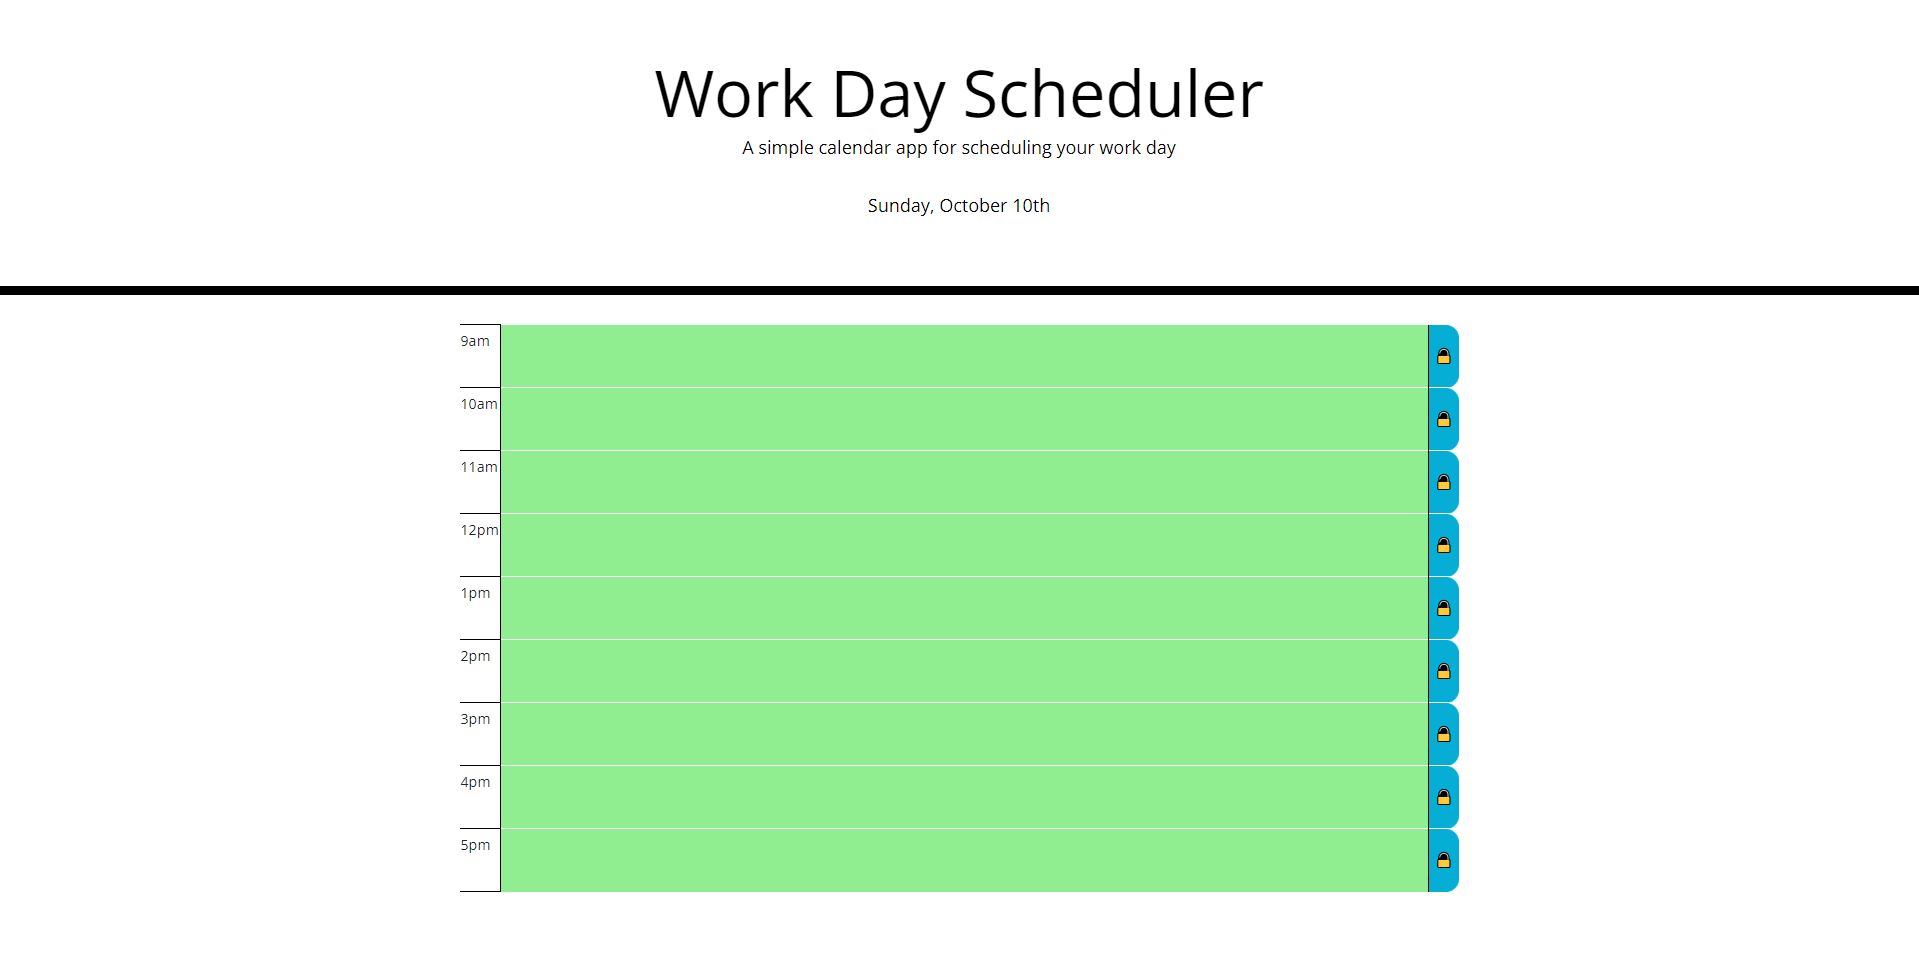 Work Day Scheduler
A simple calendar app for scheduling your work day
Sunday, October 10th
9am
10am
11am
12pm
1pm
2pm
3pm
4pm
5pm